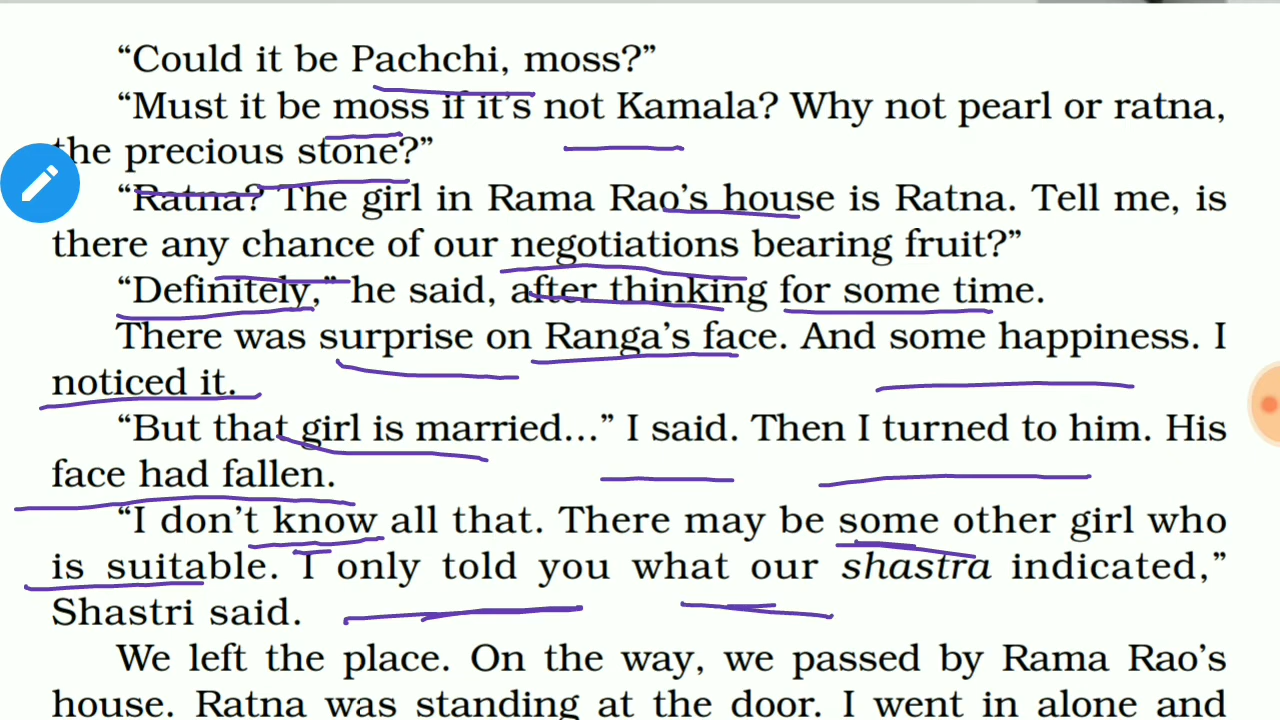 “Could it be Pachchi, moss?”
“Must it be moss if it’s not Kamala? Why not pearl or ratna,
the precious stone?”
“Ratna? The girl in Rama Rao’s house is Ratna. Tell me, is
there any chance of our negotiations bearing fruit?”
“Definitely,” he said, after thinking for some time.
There was surprise on Ranga’s face. And some happiness. I
noticed it.
“But that girl is married...” I said. Then I turned to him. His
face had fallen.
“I don’t know all that. There may be some other girl who
is suitable. I only told you what our shastra indicated,”
Shastri said.
We left the place. On the way, we passed by Rama Rao’s
house. Ratna was standing at the door. I went in alone and